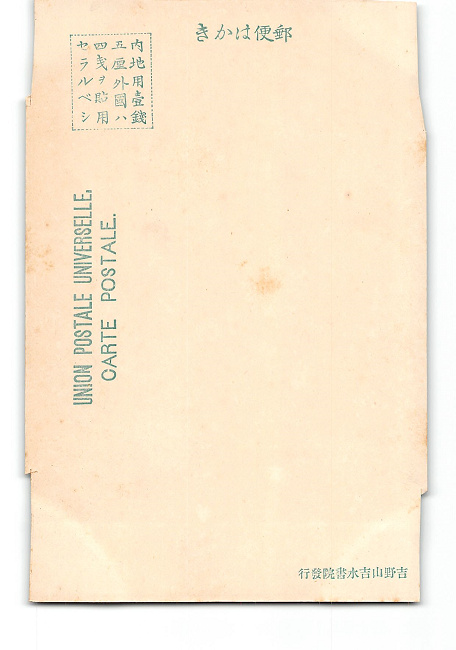 郵便はかき
内地用壹錢
五厘外國ハ
四戔ヲ貼用
セラルベシ
UNION POSTALE UNIVERSELLE,
CARTE POSTALE.
吉野山吉水書院發行